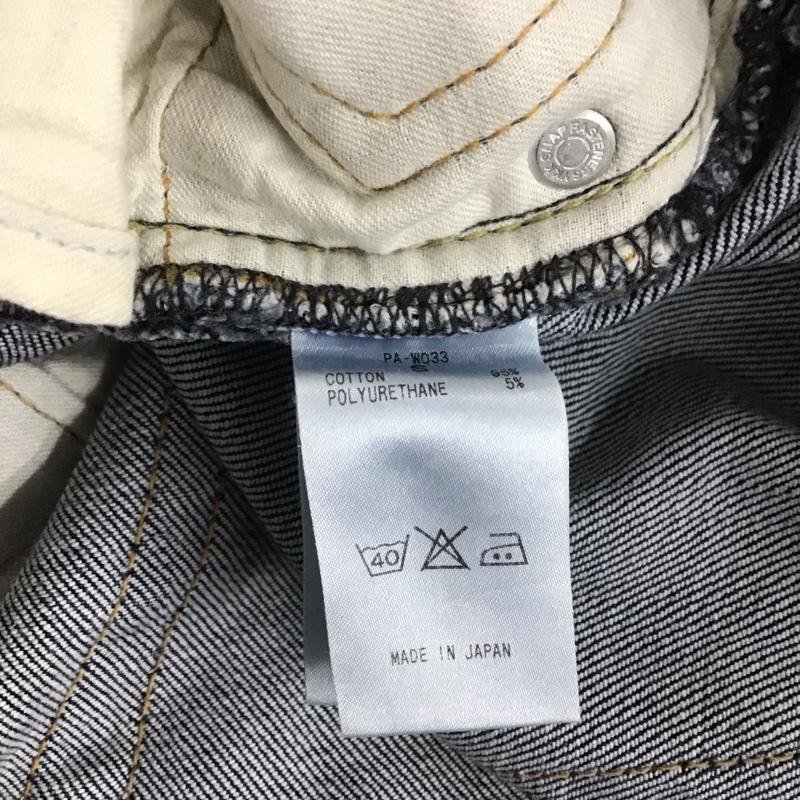 SNAP FASTENER
PA-W033
S
COTTON 95%
POLYURETHANE 5%
40
MADE IN JAPAN